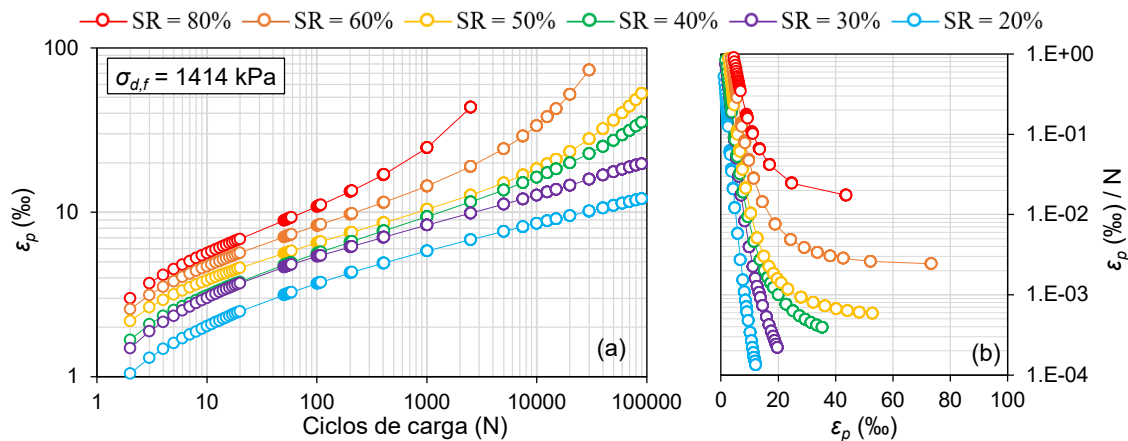 SR = 80% SR = 60% SR = 50% SR = 40% SR = 30% SR = 20%
100
10
1
εp (‰)
σd,f = 1414 kPa
(a)
1 10 100 1000 10000 100000
Ciclos de carga (N)
1.E+00
1.E-01
1.E-02
1.E-03
1.E-04
εp (‰) / N
(b)
0 20 40 60 80 100
εp (‰)